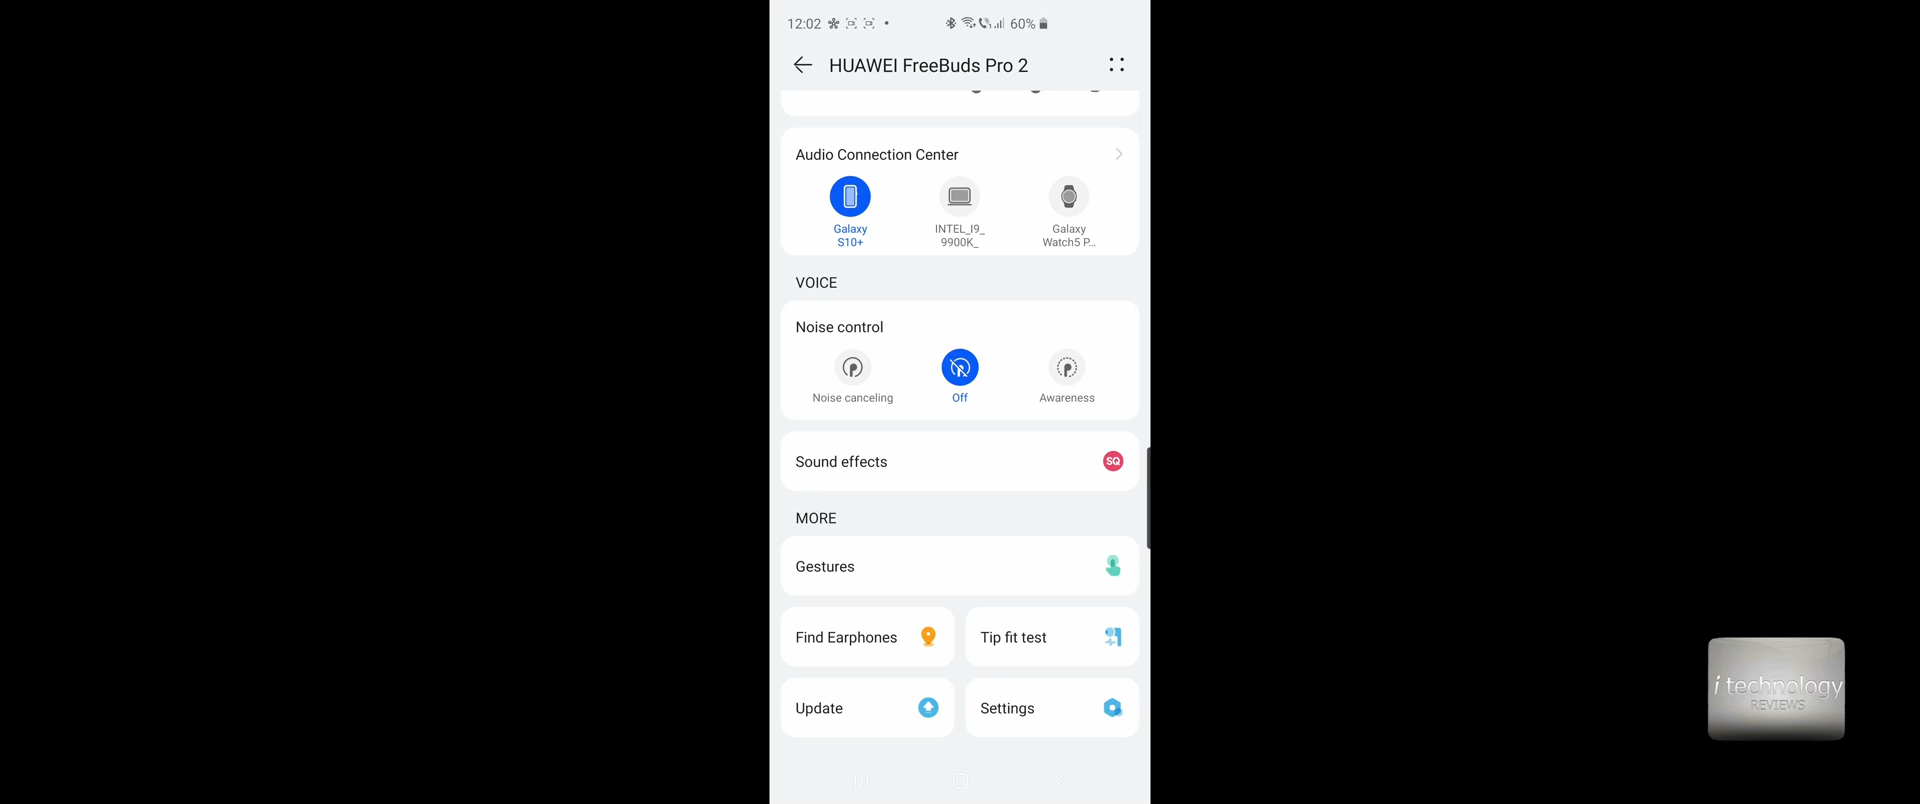 12:02
60%
HUAWEI FreeBuds Pro 2
Audio Connection Center
Galaxy
S10+
INTEL_I9_
9900K_
Galaxy
Watch5 P...
VOICE
Noise control
Noise canceling
Off
Awareness
Sound effects
SQ
MORE
Gestures
Find Earphones
Tip fit test
Update
Settings
i technology
REVIEWS